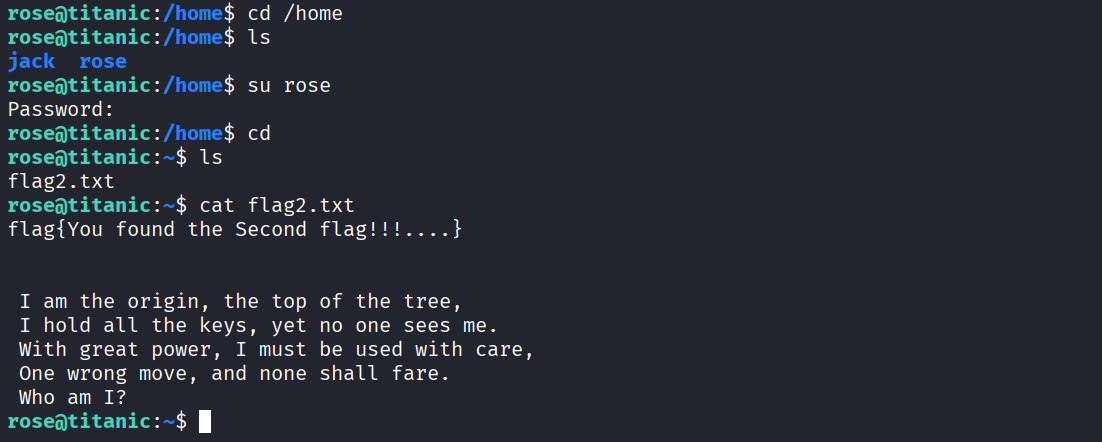 rose@titanic:/home$ cd /home
rose@titanic:/home$ ls
jack  rose
rose@titanic:/home$ su rose
Password:
rose@titanic:/home$ cd
rose@titanic:~$ ls
flag2.txt
rose@titanic:~$ cat flag2.txt
flag{You found the Second flag!!!....}
I am the origin, the top of the tree,
I hold all the keys, yet no one sees me.
With great power, I must be used with care,
One wrong move, and none shall fare.
Who am I?
rose@titanic:~$